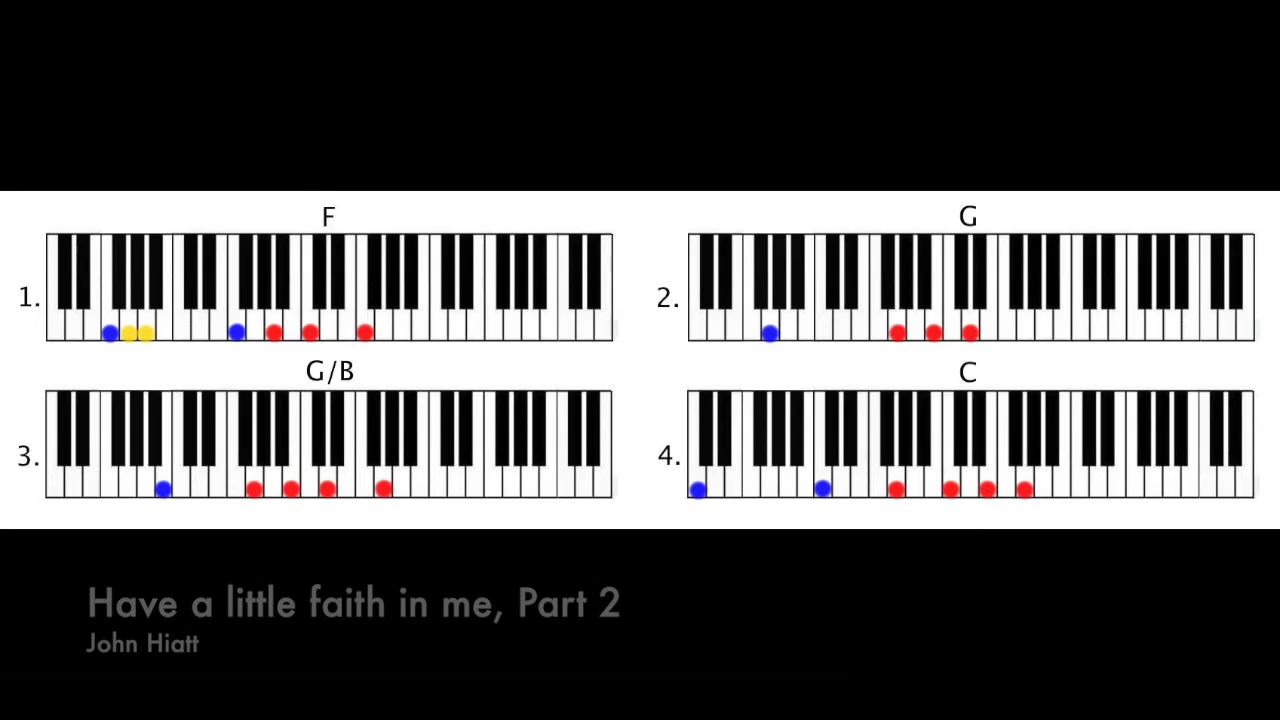 F
1.
G
2.
G/B
3.
C
4.
Have a little faith in me, Part 2
John Hiatt